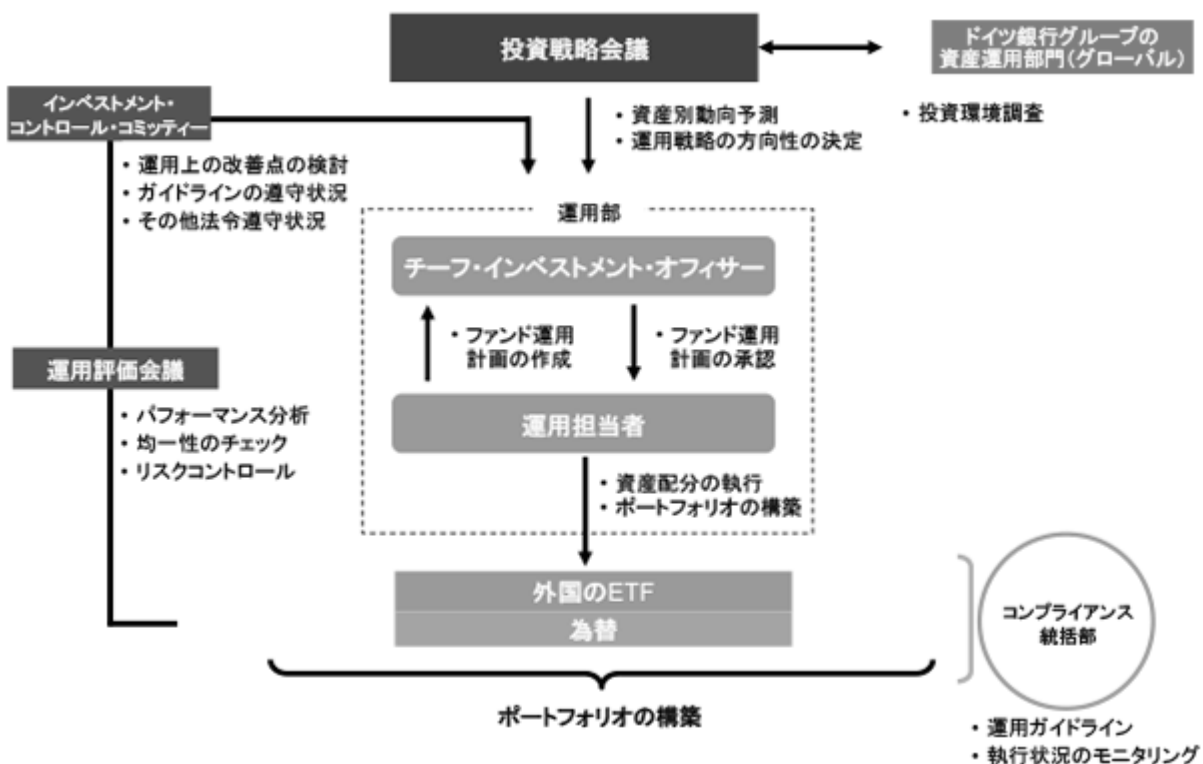 投資戦略会議
ドイツ銀行グループの
資産運用部門(グローバル)
インベストメント・
コントロール・コミッティー
・資産別動向予測
・運用戦略の方向性の決定
・投資環境調査
・運用上の改善点の検討
・ガイドラインの遵守状況
・その他法令遵守状況
運用部
チーフ・インベストメント・オフィサー
・ファンド運用
計画の作成
・ファンド運用
計画の承認
運用評価会議
・パフォーマンス分析
・均一性のチェック
・リスクコントロール
運用担当者
・資産配分の執行
・ポートフォリオの構築
外国のETF
為替
コンプライアンス
統括部
ポートフォリオの構築
・運用ガイドライン
・執行状況のモニタリング